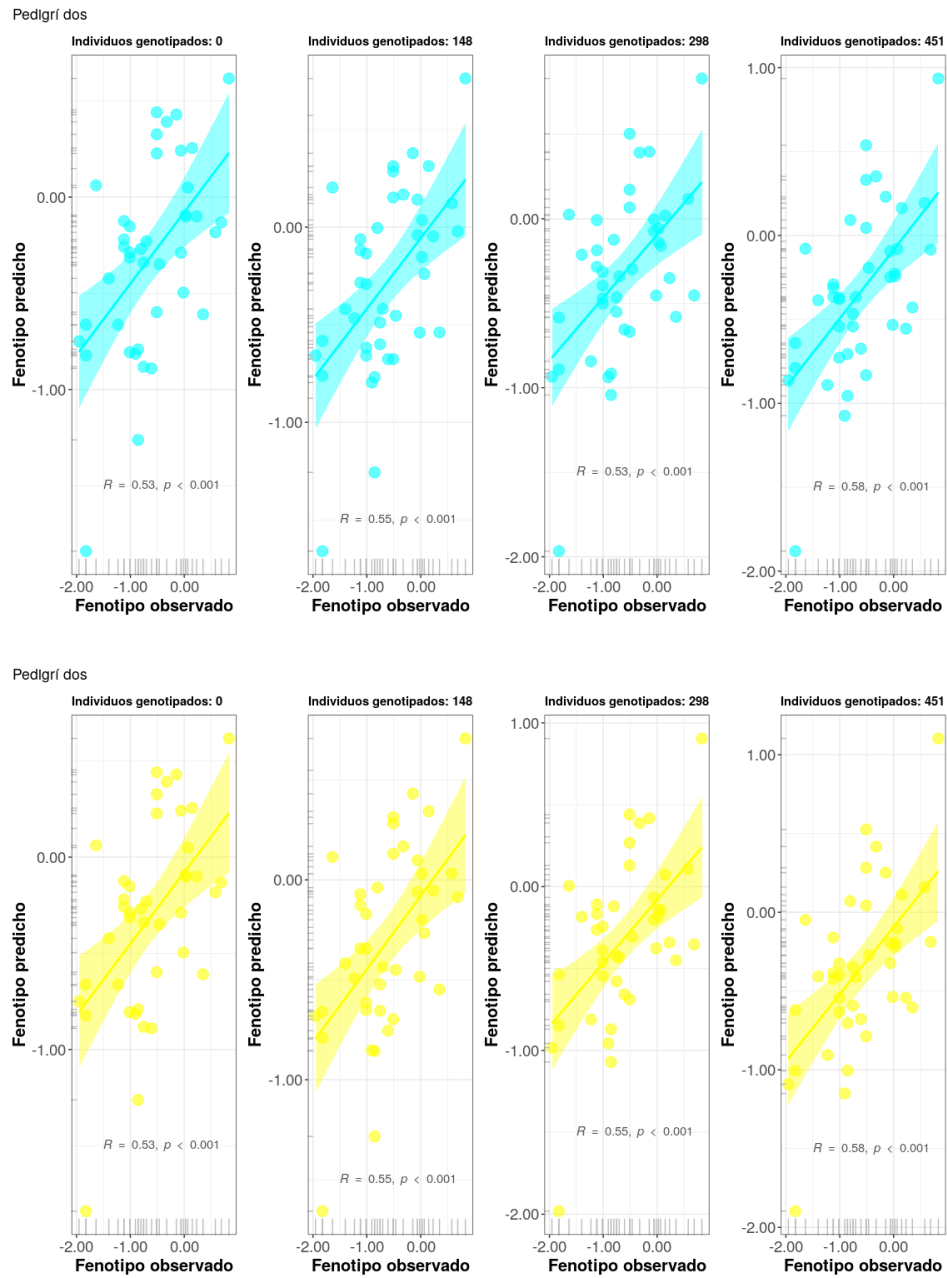 Pedigrí dos
Individuos genotipados: 0
Individuos genotipados: 148
Individuos genotipados: 298
Individuos genotipados: 451
Fenotipo predicho
0.00
-1.00
R = 0.53, p < 0.001
-2.00 -1.00 0.00
Fenotipo observado
Fenotipo predicho
0.00
-1.00
R = 0.55, p < 0.001
-2.00 -1.00 0.00
Fenotipo observado
Fenotipo predicho
0.00
-1.00
-2.00
R = 0.53, p < 0.001
-2.00 -1.00 0.00
Fenotipo observado
Fenotipo predicho
1.00
0.00
-1.00
-2.00
R = 0.58, p < 0.001
-2.00 -1.00 0.00
Fenotipo observado
Pedigrí dos
Individuos genotipados: 0
Individuos genotipados: 148
Individuos genotipados: 298
Individuos genotipados: 451
Fenotipo predicho
0.00
-1.00
R = 0.53, p < 0.001
-2.00 -1.00 0.00
Fenotipo observado
Fenotipo predicho
0.00
-1.00
R = 0.55, p < 0.001
-2.00 -1.00 0.00
Fenotipo observado
Fenotipo predicho
1.00
0.00
-1.00
-2.00
R = 0.55, p < 0.001
-2.00 -1.00 0.00
Fenotipo observado
Fenotipo predicho
1.00
0.00
-1.00
-2.00
R = 0.58, p < 0.001
-2.00 -1.00 0.00
Fenotipo observado